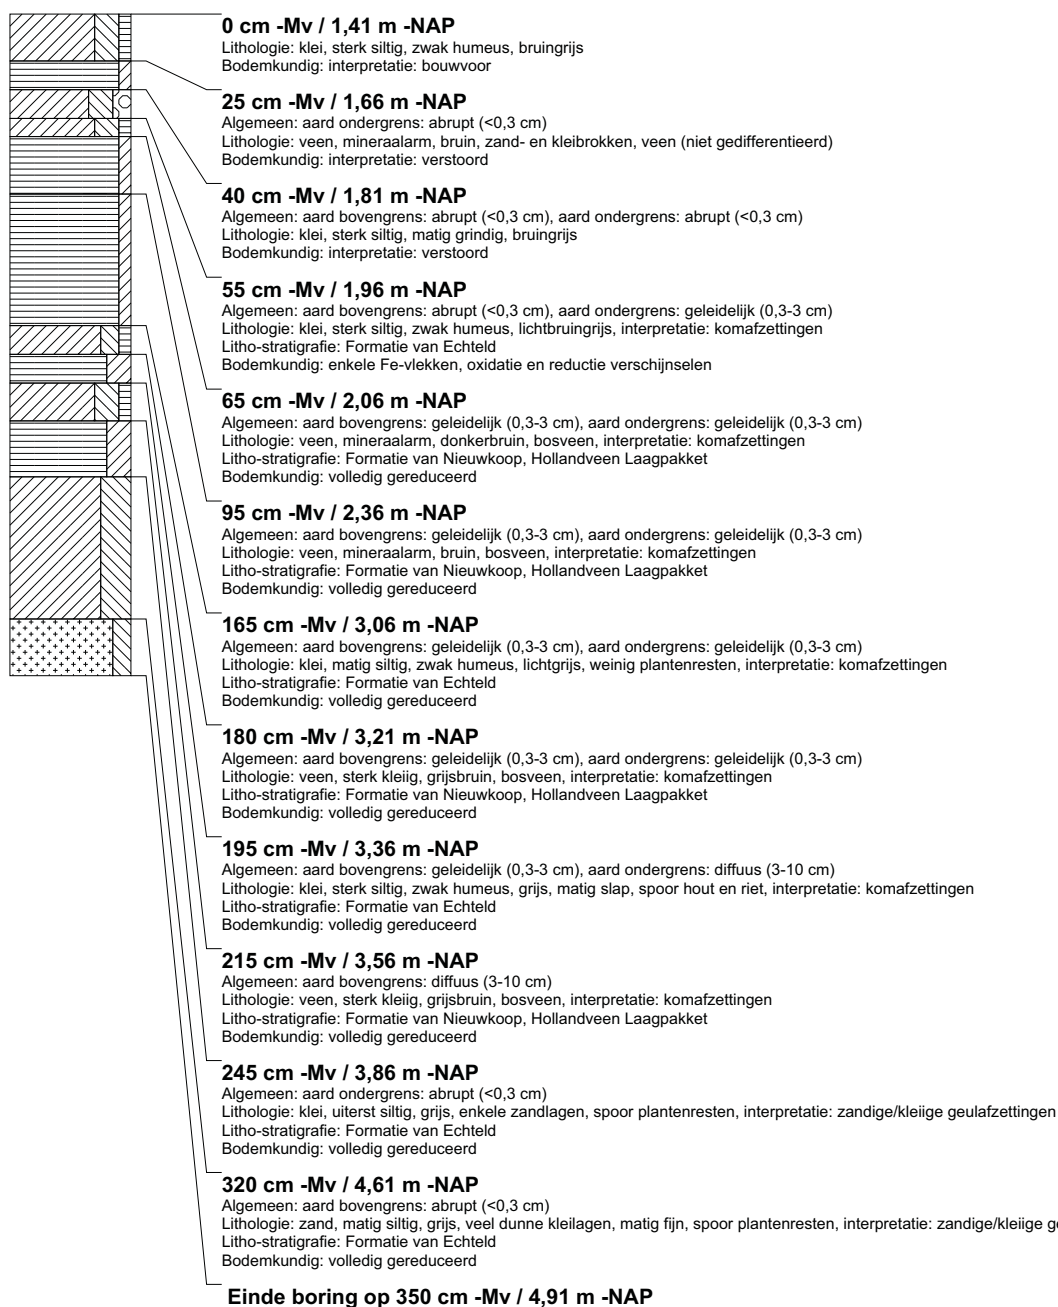 0 cm -Mv / 1,41 m -NAP
Lithologie: klei, sterk siltig, zwak humeus, bruingrijs
Bodemkundig: interpretatie: bouwvoor
25 cm -Mv / 1,66 m -NAP
Algemeen: aard ondergrens: abrupt (<0,3 cm)
Lithologie: veen, mineraalarm, bruin, zand- en kleibrokken, veen (niet gedifferentieerd)
Bodemkundig: interpretatie: verstoord
40 cm -Mv / 1,81 m -NAP
Algemeen: aard bovengrens: abrupt (<0,3 cm), aard ondergrens: abrupt (<0,3 cm)
Lithologie: klei, sterk siltig, matig grindig, bruingrijs
Bodemkundig: interpretatie: verstoord
55 cm -Mv / 1,96 m -NAP
Algemeen: aard bovengrens: abrupt (<0,3 cm), aard ondergrens: geleidelijk (0,3-3 cm)
Lithologie: klei, sterk siltig, zwak humeus, lichtbruingrijs, interpretatie: komafzettingen
Litho-stratigrafie: Formatie van Echteld
Bodemkundig: enkele Fe-vlekken, oxidatie en reductie verschijnselen
65 cm -Mv / 2,06 m -NAP
Algemeen: aard bovengrens: geleidelijk (0,3-3 cm), aard ondergrens: geleidelijk (0,3-3 cm)
Lithologie: veen, mineraalarm, donkerbruin, bosveen, interpretatie: komafzettingen
Litho-stratigrafie: Formatie van Nieuwkoop, Hollandveen Laagpakket
Bodemkundig: volledig gereduceerd
95 cm -Mv / 2,36 m -NAP
Algemeen: aard bovengrens: geleidelijk (0,3-3 cm), aard ondergrens: geleidelijk (0,3-3 cm)
Lithologie: veen, mineraalarm, bruin, bosveen, interpretatie: komafzettingen
Litho-stratigrafie: Formatie van Nieuwkoop, Hollandveen Laagpakket
Bodemkundig: volledig gereduceerd
165 cm -Mv / 3,06 m -NAP
Algemeen: aard bovengrens: geleidelijk (0,3-3 cm), aard ondergrens: geleidelijk (0,3-3 cm)
Lithologie: klei, matig siltig, zwak humeus, lichtgrijs, weinig plantenresten, interpretatie: komafzettingen
Litho-stratigrafie: Formatie van Echteld
Bodemkundig: volledig gereduceerd
180 cm -Mv / 3,21 m -NAP
Algemeen: aard bovengrens: geleidelijk (0,3-3 cm), aard ondergrens: geleidelijk (0,3-3 cm)
Lithologie: veen, sterk kleiig, grijsbruin, bosveen, interpretatie: komafzettingen
Litho-stratigrafie: Formatie van Nieuwkoop, Hollandveen Laagpakket
Bodemkundig: volledig gereduceerd
195 cm -Mv / 3,36 m -NAP
Algemeen: aard bovengrens: geleidelijk (0,3-3 cm), aard ondergrens: diffuus (3-10 cm)
Lithologie: klei, sterk siltig, zwak humeus, grijs, matig slap, spoor hout en riet, interpretatie: komafzettingen
Litho-stratigrafie: Formatie van Echteld
Bodemkundig: volledig gereduceerd
215 cm -Mv / 3,56 m -NAP
Algemeen: aard bovengrens: diffuus (3-10 cm)
Lithologie: veen, sterk kleiig, grijsbruin, bosveen, interpretatie: komafzettingen
Litho-stratigrafie: Formatie van Nieuwkoop, Hollandveen Laagpakket
Bodemkundig: volledig gereduceerd
245 cm -Mv / 3,86 m -NAP
Algemeen: aard ondergrens: abrupt (<0,3 cm)
Lithologie: klei, uiterst siltig, grijs, enkele zandlagen, spoor plantenresten, interpretatie: zandige/kleiige geulafzettingen
Litho-stratigrafie: Formatie van Echteld
Bodemkundig: volledig gereduceerd
320 cm -Mv / 4,61 m -NAP
Algemeen: aard bovengrens: abrupt (<0,3 cm)
Lithologie: zand, matig siltig, grijs, veel dunne kleilagen, matig fijn, spoor plantenresten, interpretatie: zandige/kleiige
Litho-stratigrafie: Formatie van Echteld
Bodemkundig: volledig gereduceerd
Einde boring op 350 cm -Mv / 4,91 m -NAP